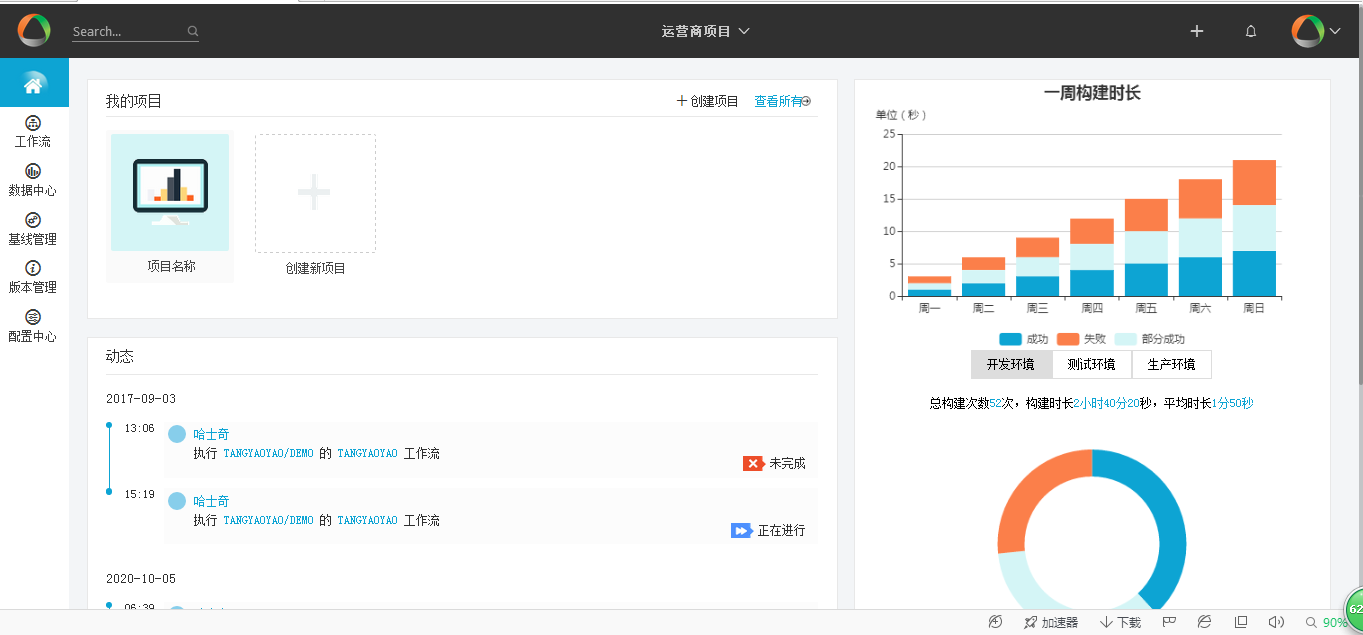 Search...
运营商项目
工作流
数据中心
基线管理
版本管理
配置中心
我的项目
创建项目
查看所有
项目名称
创建新项目
动态
2017-09-03
13:06
哈士奇
执行 TANGYAOYAO/DEMO 的 TANGYAOYAO 工作流
未完成
15:19
哈士奇
执行 TANGYAOYAO/DEMO 的 TANGYAOYAO 工作流
正在进行
2020-10-05
06:39
一周构建时长
单位（秒）
25
20
15
10
5
0
周一 周二 周三 周四 周五 周六 周日
成功 失败 部分成功
开发环境 测试环境 生产环境
总构建次数52次，构建时长2小时40分20秒，平均时长1分50秒
加速器 下载 90%
62